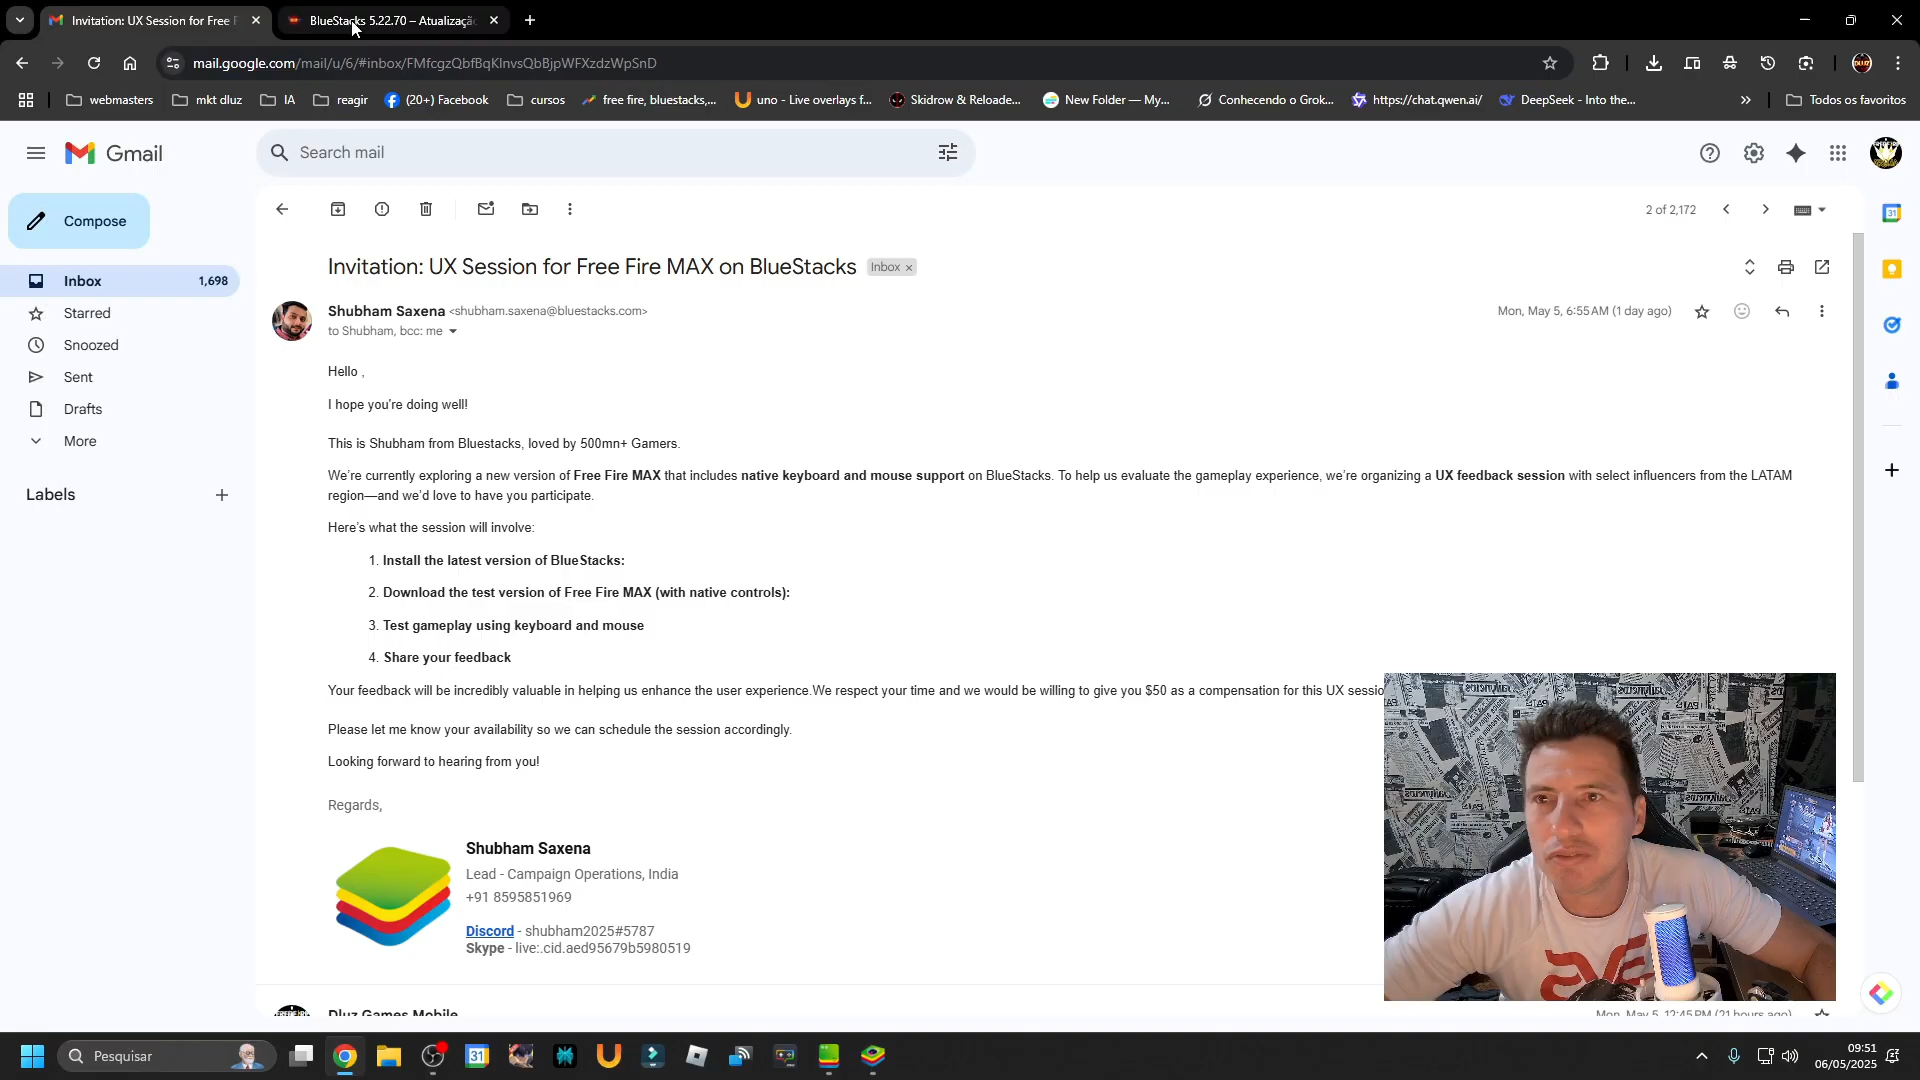 Invitation: UX Session for Free F
BlueStacks 5.22.70 – Atualizaçã
mail.google.com/mail/u/6/#inbox/FMfcgzQbfBqKlnvsQbBjpWFXzdzWpSnD
webmasters
mkt dluz
IA
reagir
(20+) Facebook
cursos
free fire, bluestacks,...
uno - Live overlays f...
Skidrow & Reloade...
New Folder — My...
Conhecendo o Grok...
https://chat.qwen.ai/
DeepSeek - Into the...
Todos os favoritos
Gmail
Search mail
Compose
Inbox 1,698
Starred
Snoozed
Sent
Drafts
More
Labels
2 of 2,172
Invitation: UX Session for Free Fire MAX on BlueStacks
Inbox
Shubham Saxena <shubham.saxena@bluestacks.com>
Mon, May 5, 6:55 AM (1 day ago)
to Shubham, bcc: me
Hello ,
I hope you're doing well!
This is Shubham from Bluestacks, loved by 500mn+ Gamers.
We're currently exploring a new version of Free Fire MAX that includes native keyboard and mouse support on BlueStacks. To help us evaluate the gameplay experience, we're organizing a UX feedback session with select influencers from the LATAM
region—and we'd love to have you participate.
Here's what the session will involve:
1. Install the latest version of BlueStacks:
2. Download the test version of Free Fire MAX (with native controls):
3. Test gameplay using keyboard and mouse
4. Share your feedback
Your feedback will be incredibly valuable in helping us enhance the user experience.We respect your time and we would be willing to give you $50 as a compensation for this UX sessio
Please let me know your availability so we can schedule the session accordingly.
Looking forward to hearing from you!
Regards,
Shubham Saxena
Lead - Campaign Operations, India
+91 8595851969
Discord - shubham2025#5787
Skype - live:.cid.aed95679b5980519
Dluz Games Mobile
Mon, May 5, 12:45 PM (21 hours ago)
Pesquisar
09:51
06/05/2025